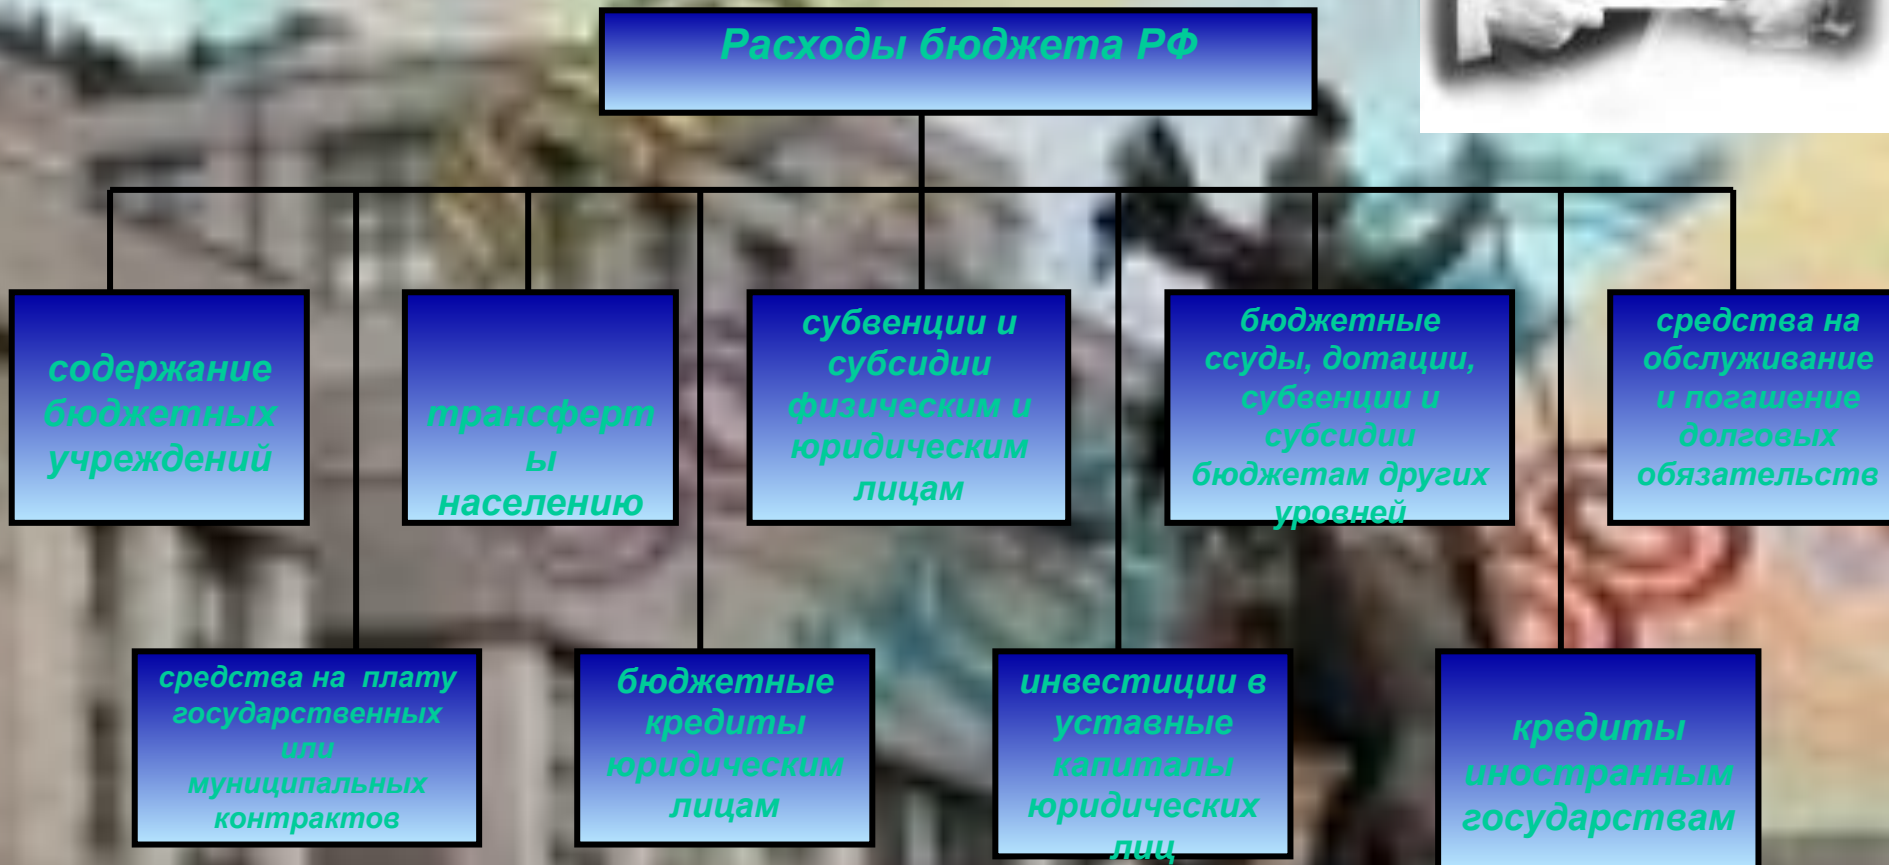 Расходы бюджета РФ
содержание
бюджетных
учреждений
трансферт
ы
населению
субвенции и
субсидии
физическим и
юридическим
лицам
бюджетные
ссуды, дотации,
субвенции и
субсидии
бюджетам других
уровней
средства на
обслуживание
и погашение
долговых
обязательств
средства на плату
государственных
или
муниципальных
контрактов
бюджетные
кредиты
юридическим
лицам
инвестиции в
уставные
капиталы
юридических
лиц
кредиты
иностранным
государствам